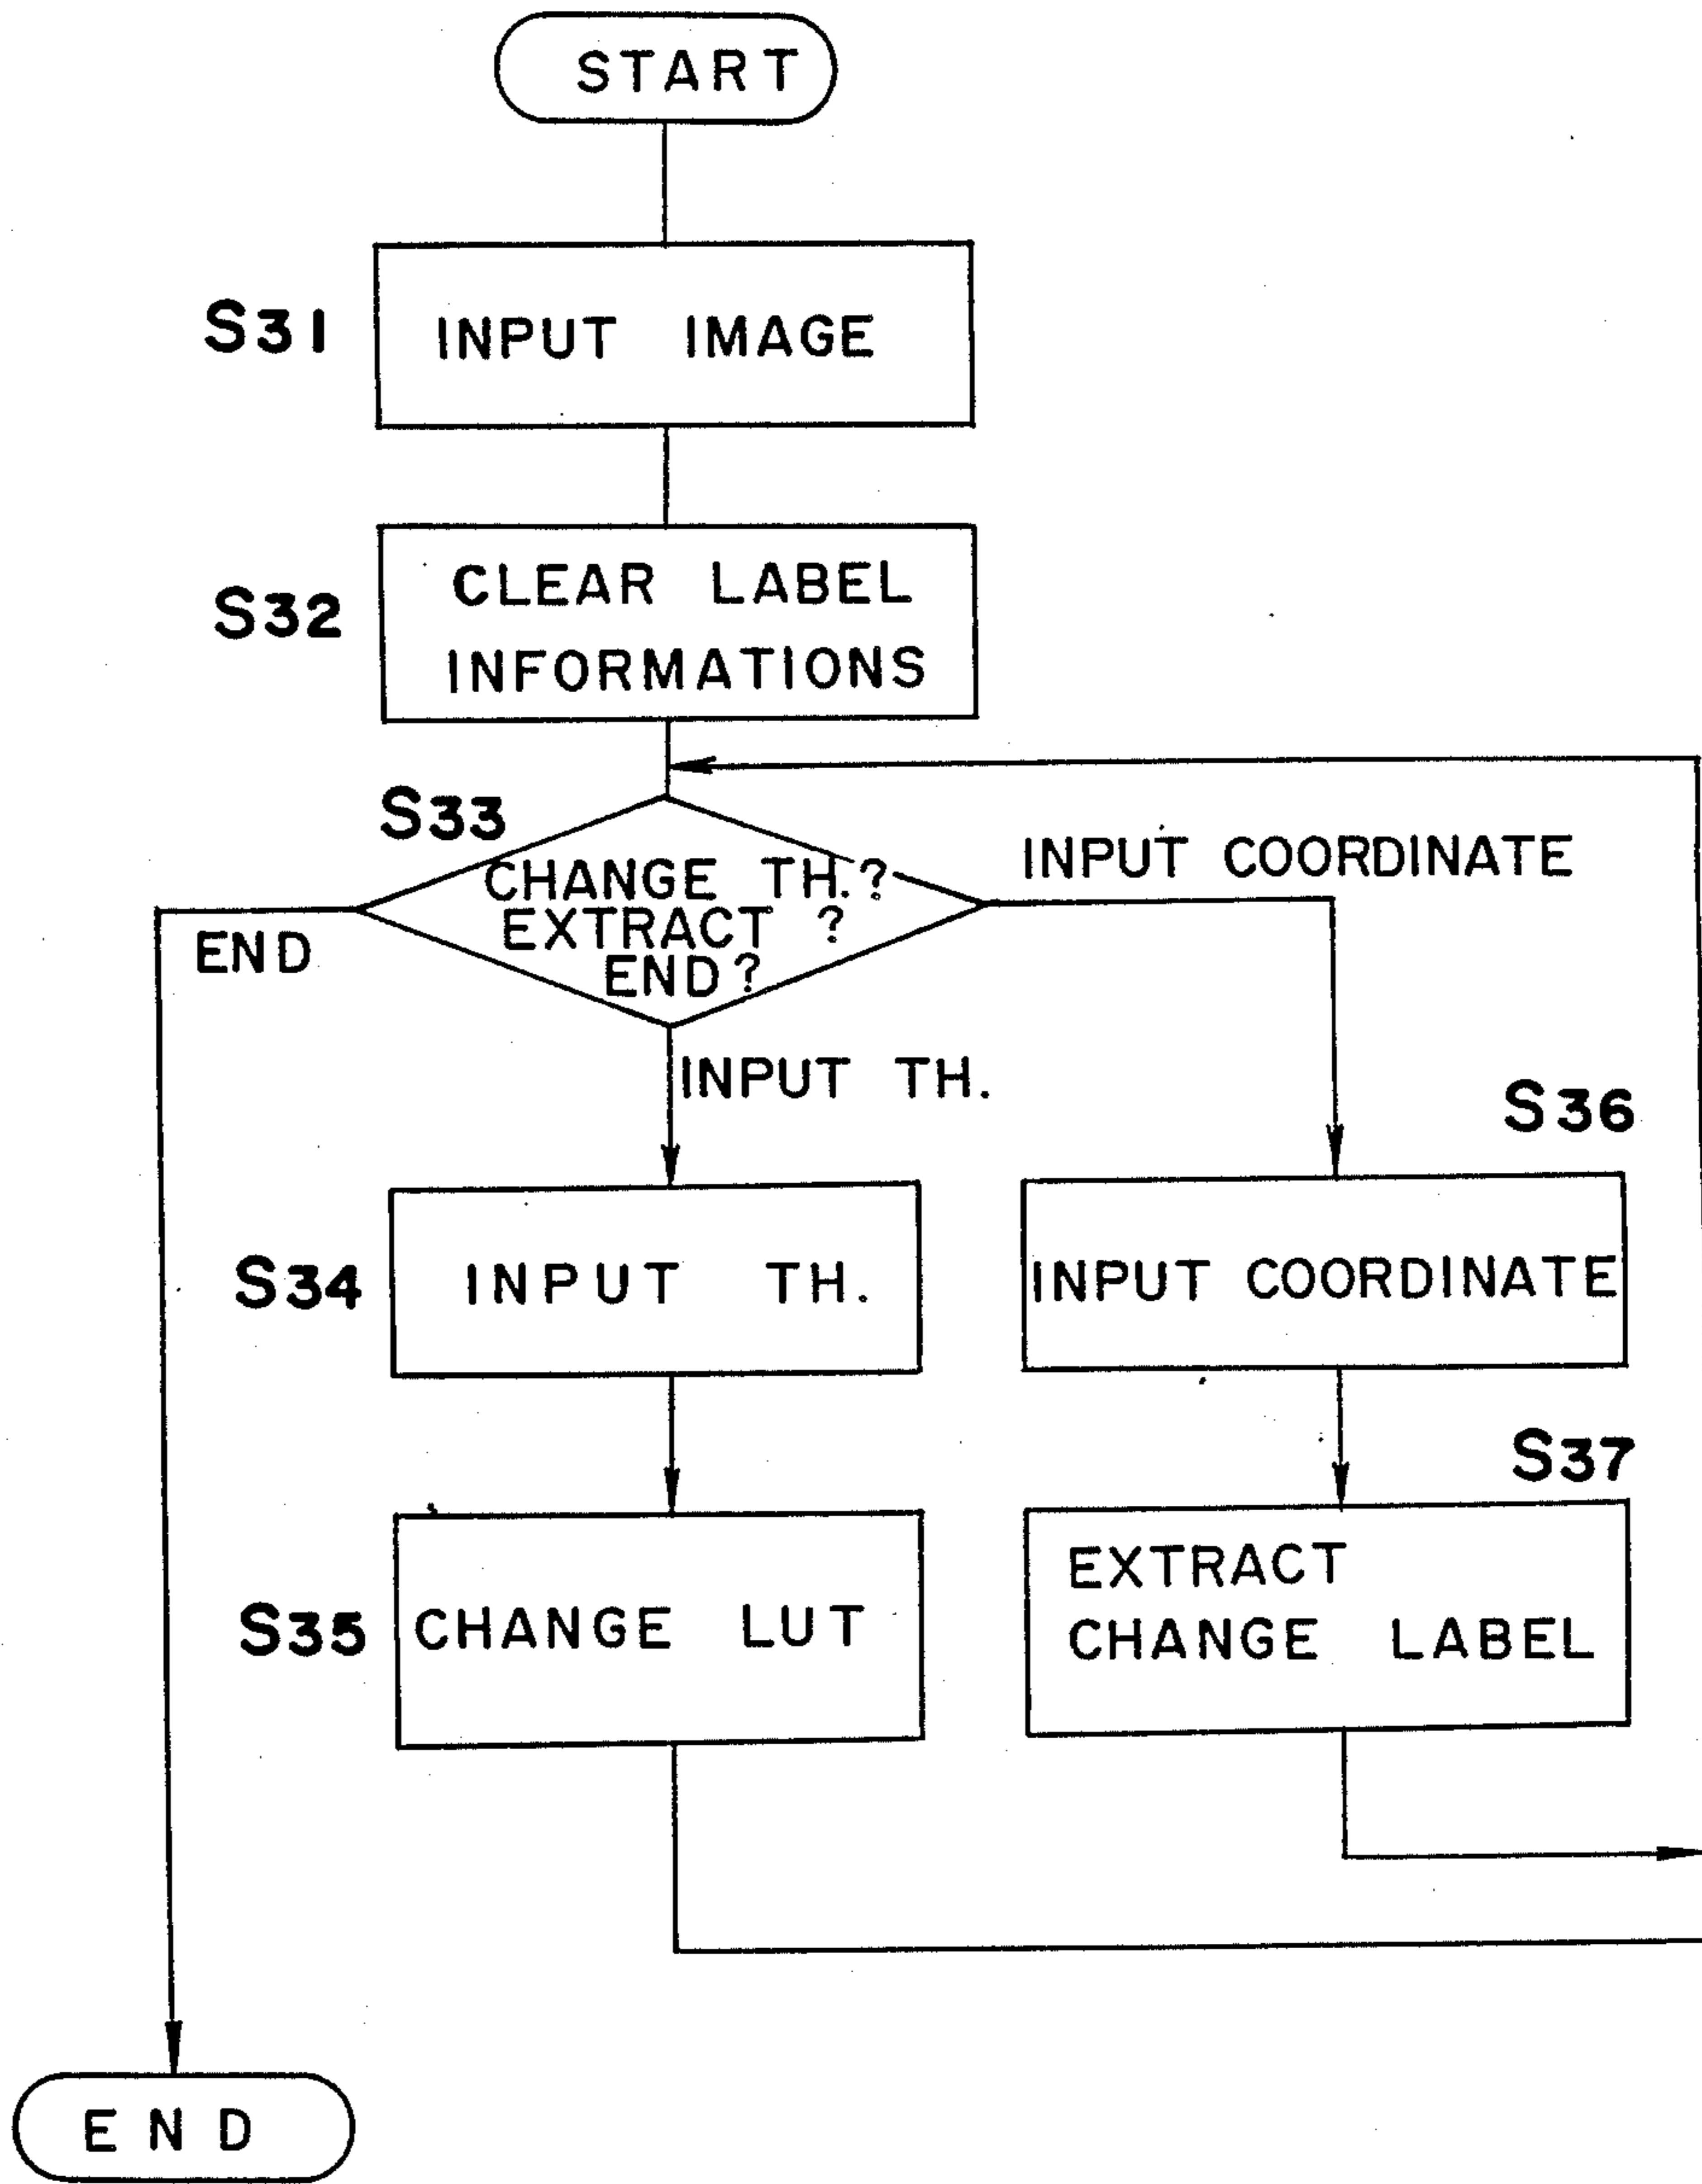 START
S31
INPUT IMAGE
S32
CLEAR LABEL
INFORMATIONS
S33
CHANGE TH.?
EXTRACT ?
END?
INPUT COORDINATE
END
INPUT TH.
S36
S34
INPUT TH.
INPUT COORDINATE
S37
S35
CHANGE LUT
EXTRACT
CHANGE LABEL
END